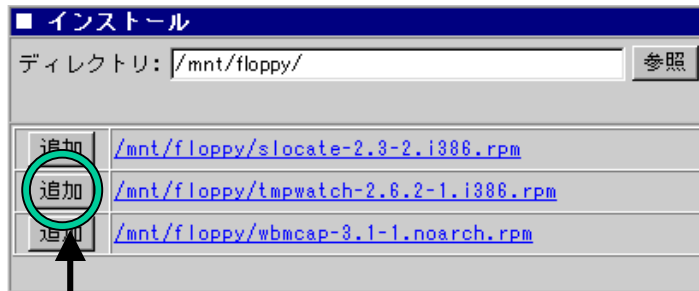 ■ インストール
ディレクトリ: /mnt/floppy/ 参照
追加 /mnt/floppy/slocate-2.3-2.i386.rpm
追加 /mnt/floppy/tmpwatch-2.6.2-1.i386.rpm
追加 /mnt/floppy/wbmcap-3.1-1.noarch.rpm